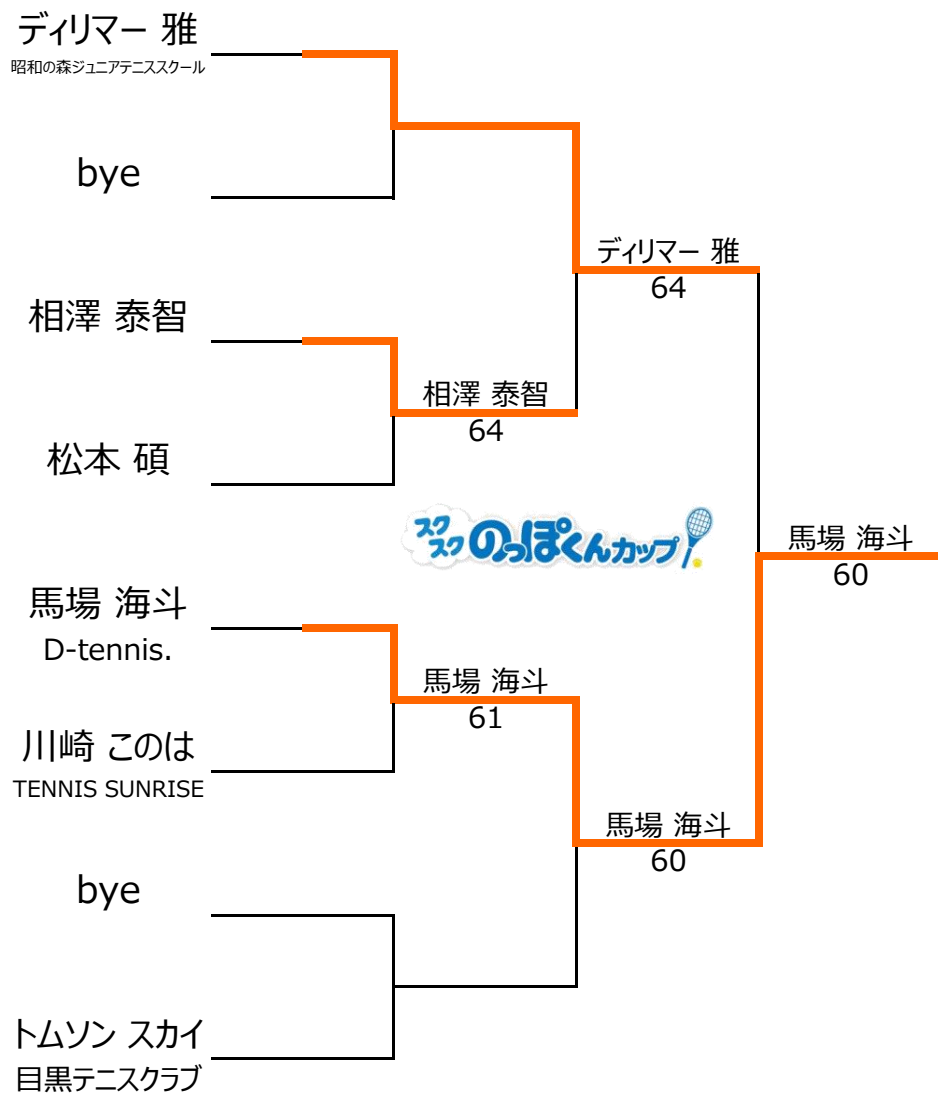 ディリマー 雅
昭和の森ジュニアテニススクール
bye
ディリマー 雅
64
相澤 泰智
相澤 泰智
64
松本 碩
スクスク のっぽくんカップ
馬場 海斗
60
馬場 海斗
D-tennis.
馬場 海斗
61
川崎 このは
TENNIS SUNRISE
馬場 海斗
60
bye
トムソン スカイ
目黒テニスクラブ